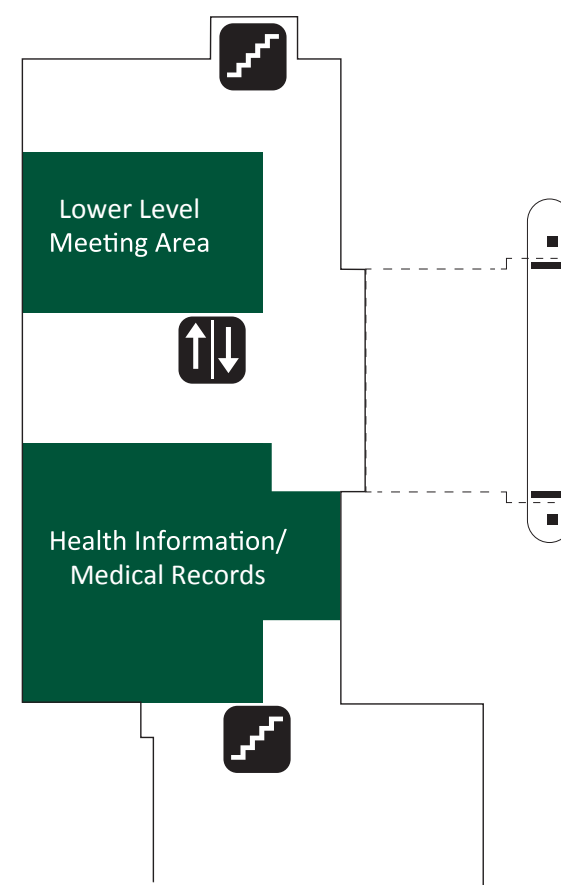 Lower Level
Meeting Area
Health Information/
Medical Records